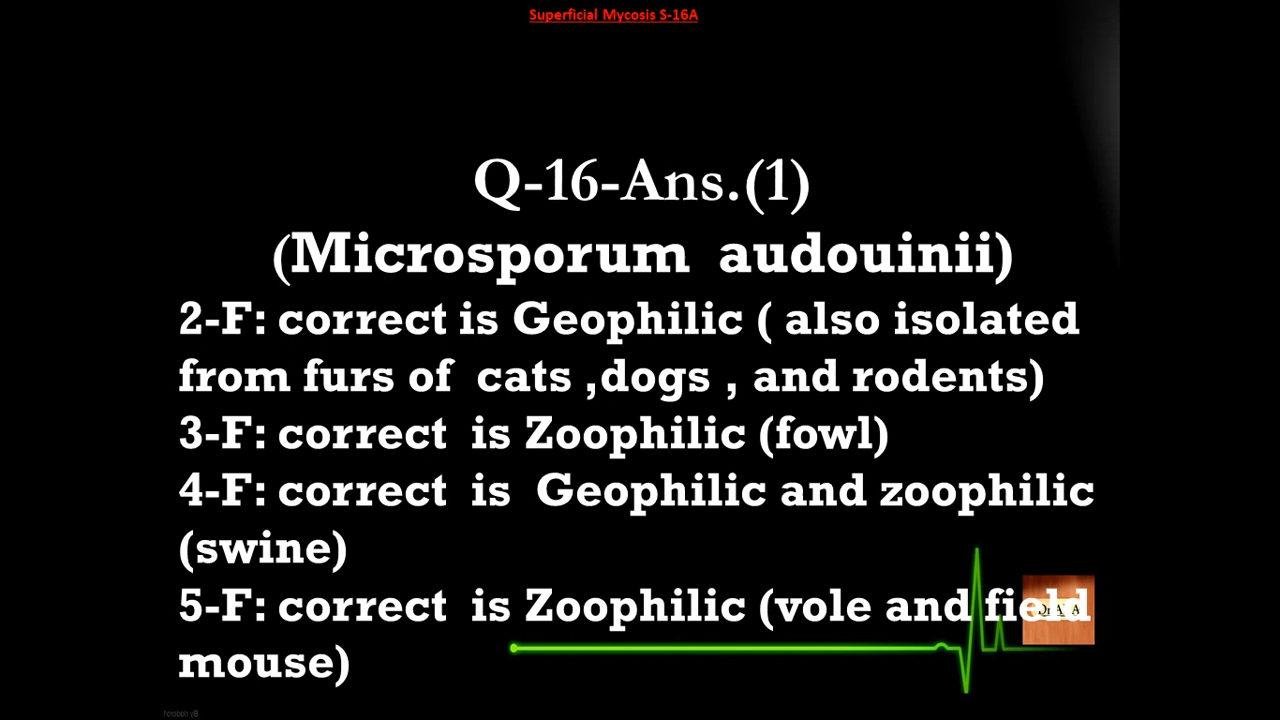 Superficial Mycosis S-16A
Q-16-Ans.(1)
(Microsporum audouinii)
2-F: correct is Geophilic ( also isolated
from furs of cats ,dogs , and rodents)
3-F: correct is Zoophilic (fowl)
4-F: correct is Geophilic and zoophilic
(swine)
5-F: correct is Zoophilic (vole and field
mouse)